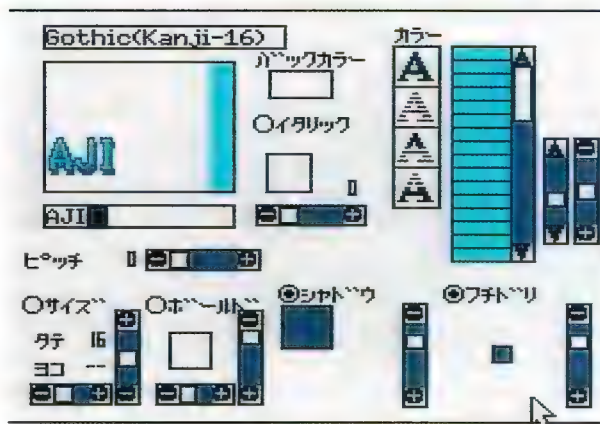 Gothic(Kanji-16)
カラー
バックカラー
A
○イタリック
A
AJI
A
0
A
AJI
ピッチ 0
○サイズ ○ボールド ◉シャドウ ◉フチドリ
タテ 16
ヨコ --